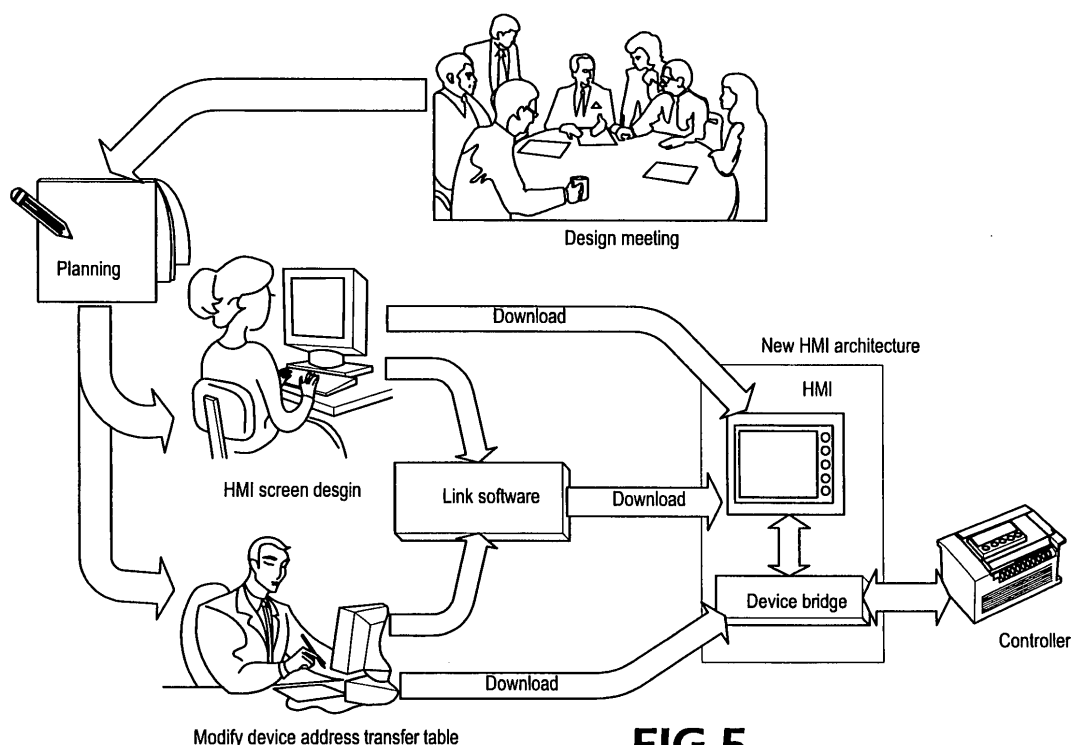 Design meeting
Planning
Download
New HMI architecture
HMI
HMI screen desgin
Link software
Download
Device bridge
Controller
Download
Modify device address transfer table
FIG.5